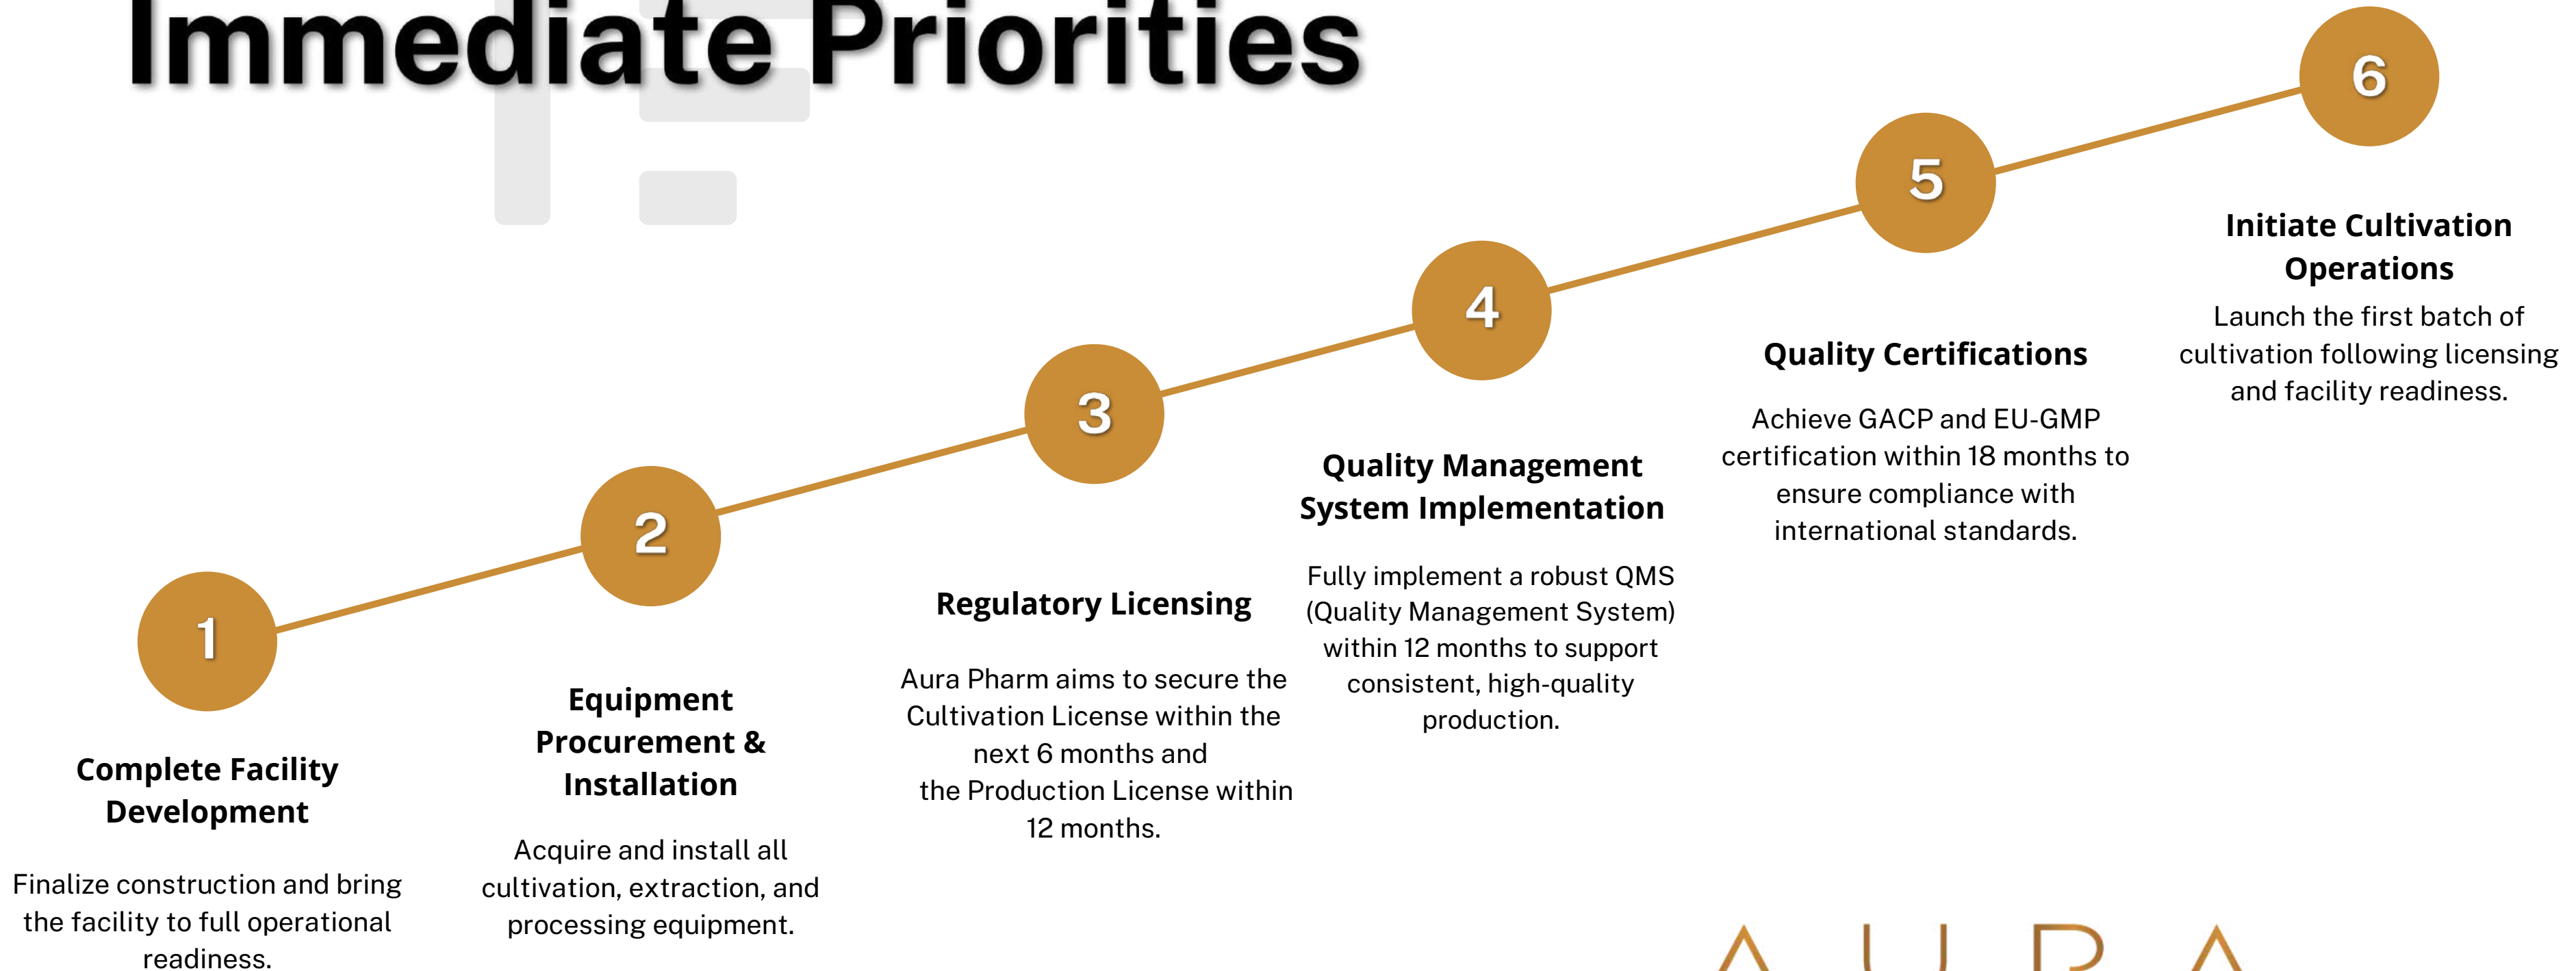 Immediate Priorities
1
Complete Facility
Development
Finalize construction and bring
the facility to full operational
readiness.
2
Equipment
Procurement &
Installation
Acquire and install all
cultivation, extraction, and
processing equipment.
3
Regulatory Licensing
Aura Pharm aims to secure the
Cultivation License within the
next 6 months and
the Production License within
12 months.
4
Quality Management
System Implementation
Fully implement a robust QMS
(Quality Management System)
within 12 months to support
consistent, high-quality
production.
5
Quality Certifications
Achieve GACP and EU-GMP
certification within 18 months to
ensure compliance with
international standards.
6
Initiate Cultivation
Operations
Launch the first batch of
cultivation following licensing
and facility readiness.
AURA